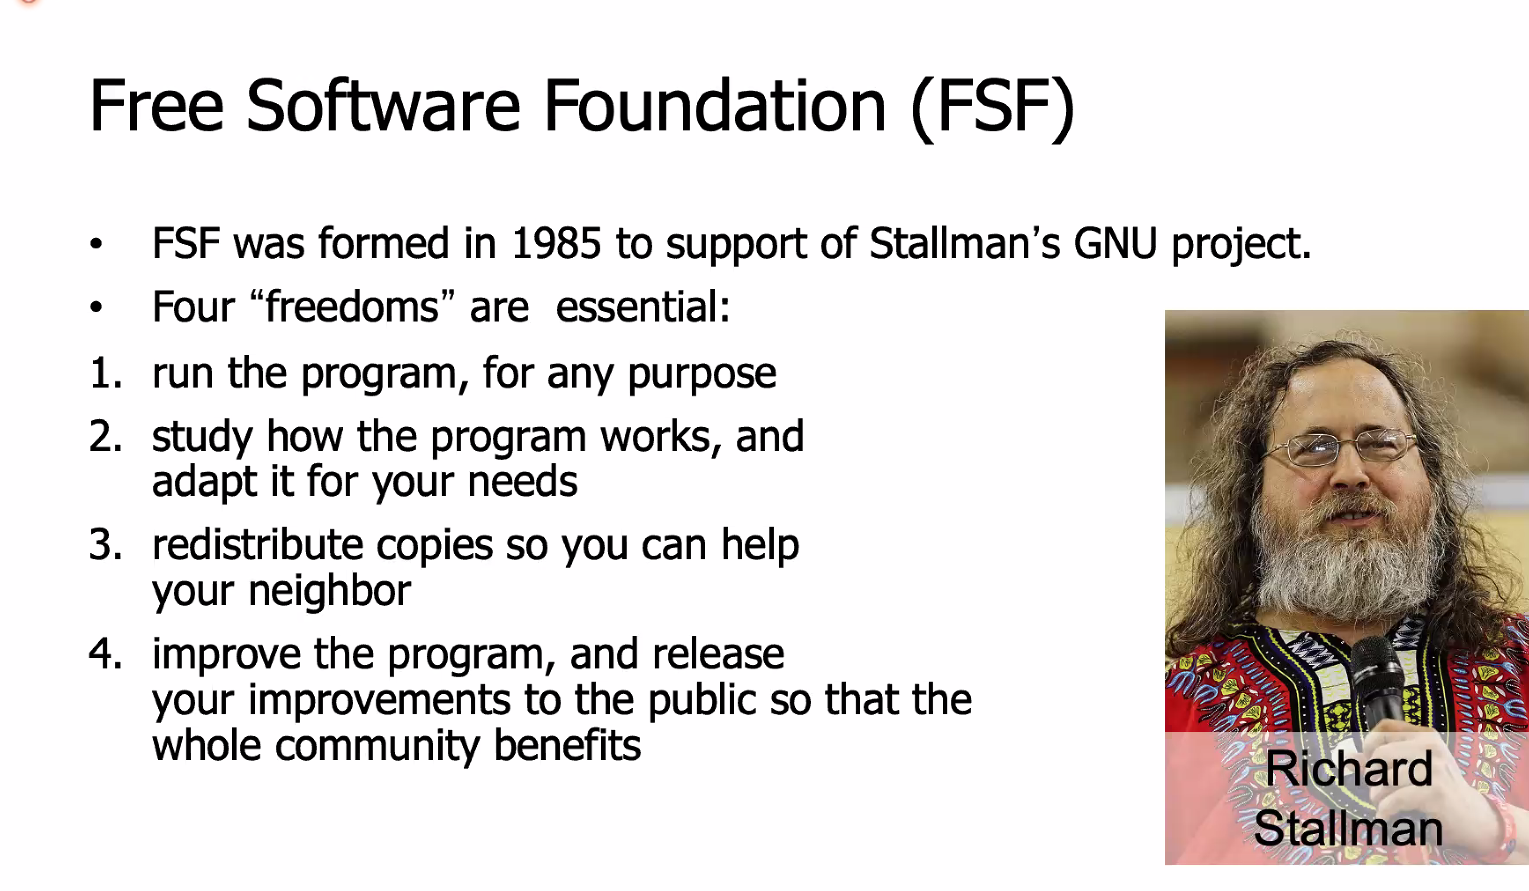 Free Software Foundation (FSF)
• FSF was formed in 1985 to support of Stallman’s GNU project.
• Four “freedoms” are  essential:
1. run the program, for any purpose
2. study how the program works, and
adapt it for your needs
3. redistribute copies so you can help
your neighbor
4. improve the program, and release
your improvements to the public so that the
whole community benefits
Richard
Stallman